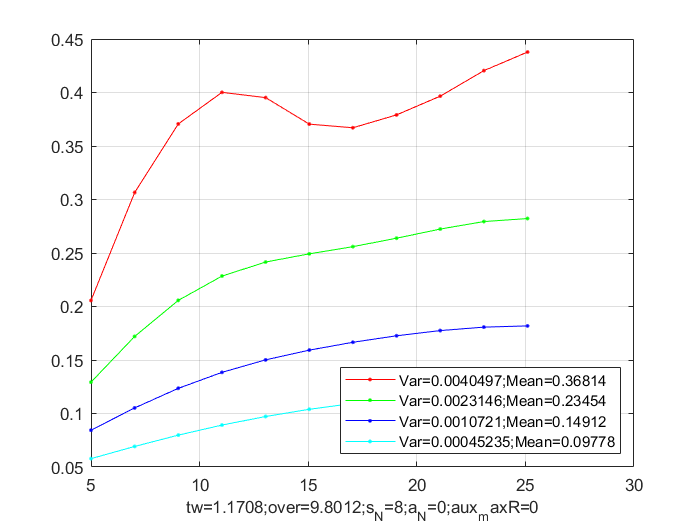 0.45
0.4
0.35
0.3
0.25
0.2
0.15
0.1
0.05
Var=0.0040497;Mean=0.36814
Var=0.0023146;Mean=0.23454
Var=0.0010721;Mean=0.14912
Var=0.00045235;Mean=0.09778
5 10 15 20 25 30
tw=1.1708;over=9.8012;s_N=8;a_N=0;aux_maxR=0